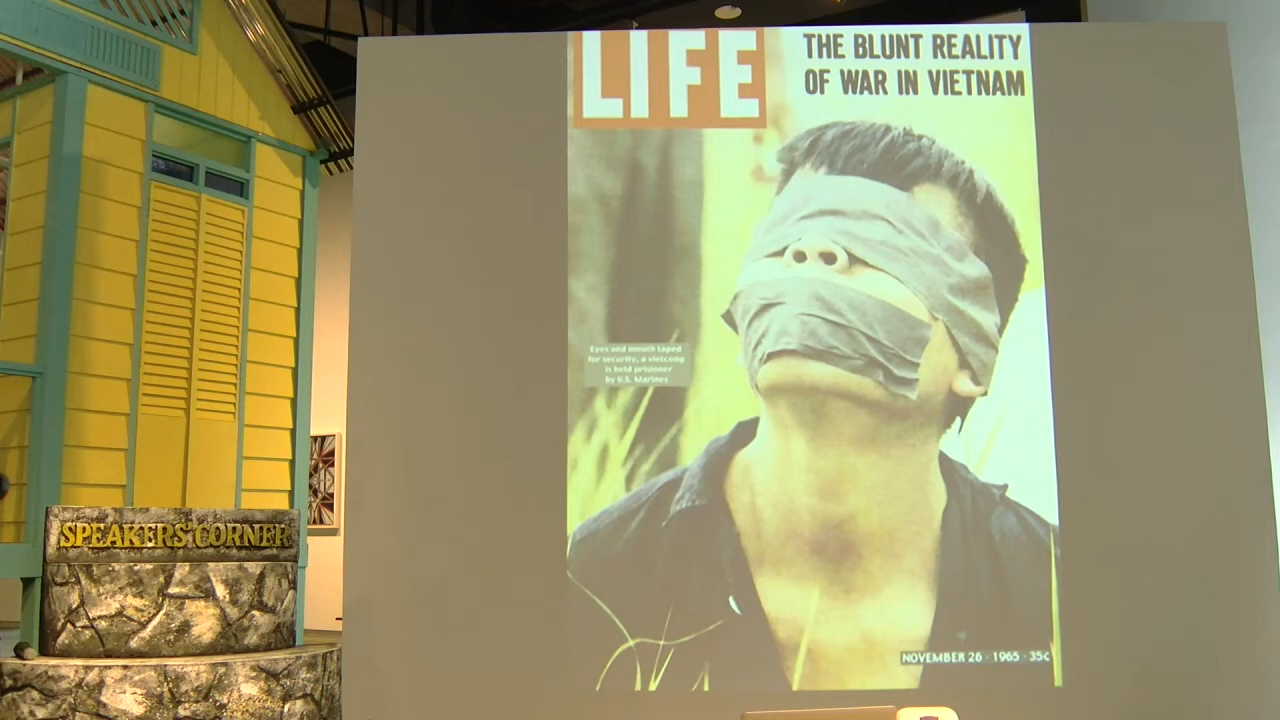 LIFE
THE BLUNT REALITY
OF WAR IN VIETNAM
Eyes and mouth taped
for security, a vietcong
is held prisioner
by U.S. Marines
SPEAKERS' CORNER
NOVEMBER 26 · 1965 · 35¢